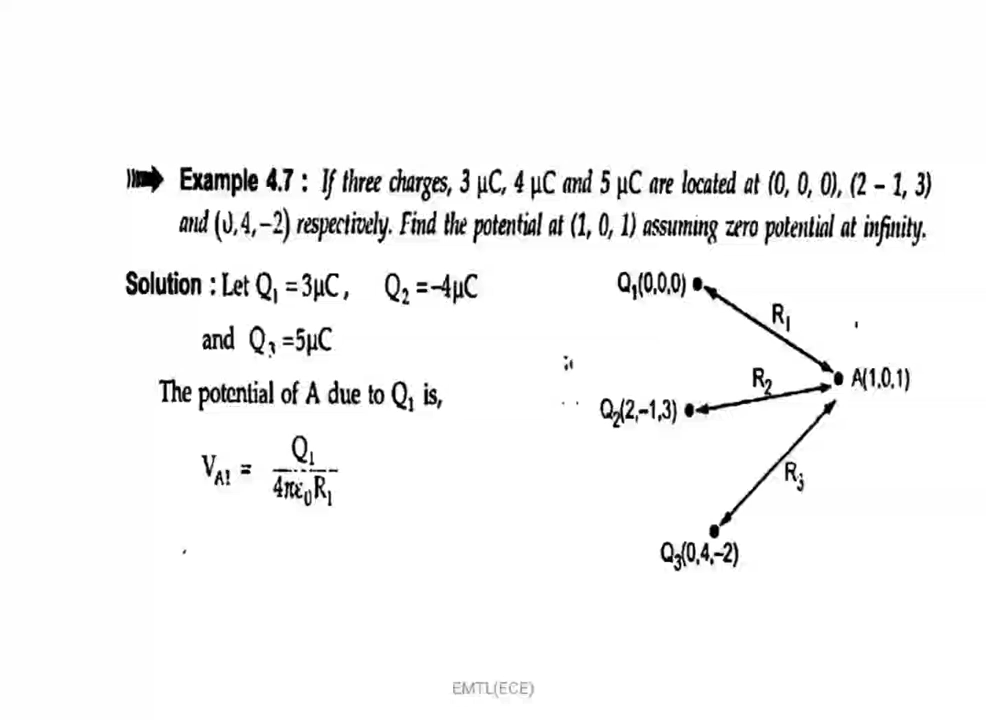 Example 4.7 : If three charges, 3 μC, 4 μC and 5 μC are located at (0, 0, 0), (2 – 1, 3)
and (0, 4, –2) respectively. Find the potential at (1, 0, 1) assuming zero potential at infinity.
Solution : Let Q₁ = 3μC, Q₂ = –4μC
and Q₃ = 5μC
The potential of A due to Q₁ is,
V_A1 = Q₁ / 4πε₀R₁
Q₁(0,0,0)
R₁
R₂
A(1,0,1)
Q₂(2,–1,3)
R₃
Q₃(0,4,–2)
EMTL(ECE)